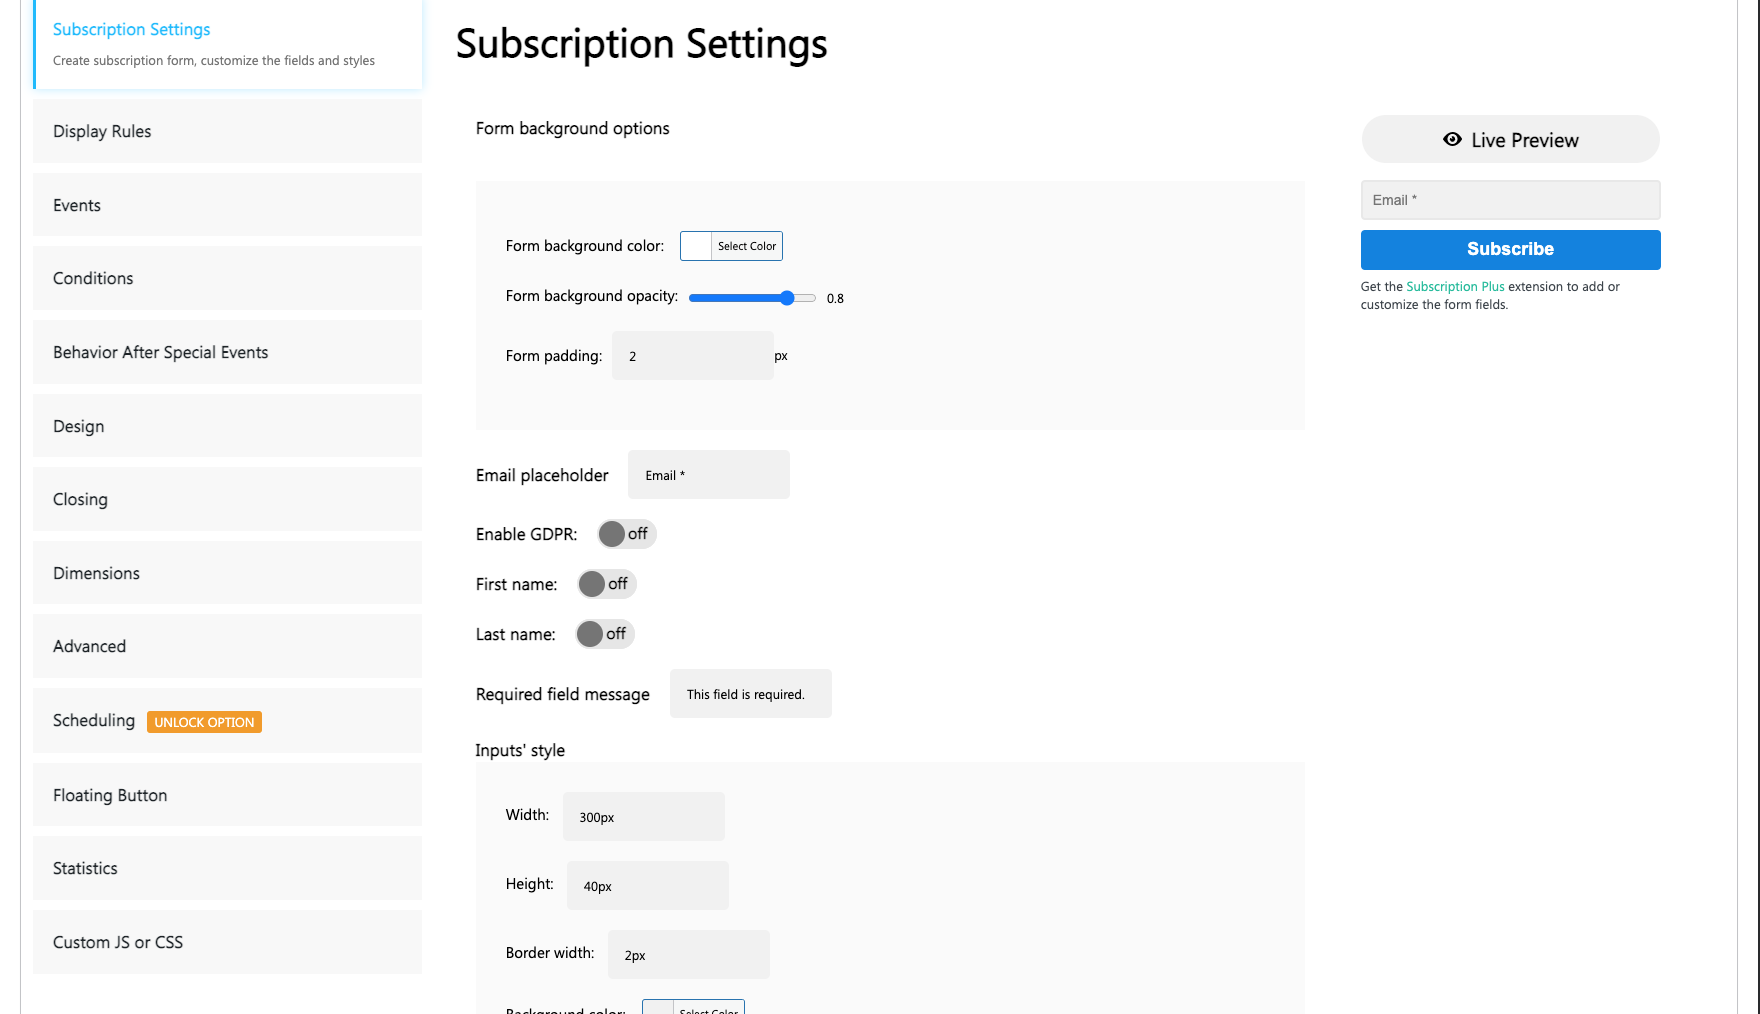 Subscription Settings
Create subscription form, customize the fields and styles
Display Rules
Events
Conditions
Behavior After Special Events
Design
Closing
Dimensions
Advanced
Scheduling UNLOCK OPTION
Floating Button
Statistics
Custom JS or CSS
Subscription Settings
Form background options
Form background color: Select Color
Form background opacity: 0.8
Form padding: 2 px
Email placeholder Email *
Enable GDPR: off
First name: off
Last name: off
Required field message This field is required.
Inputs' style
Width: 300px
Height: 40px
Border width: 2px
Background color: Select Color
Live Preview
Email *
Subscribe
Get the Subscription Plus extension to add or
customize the form fields.